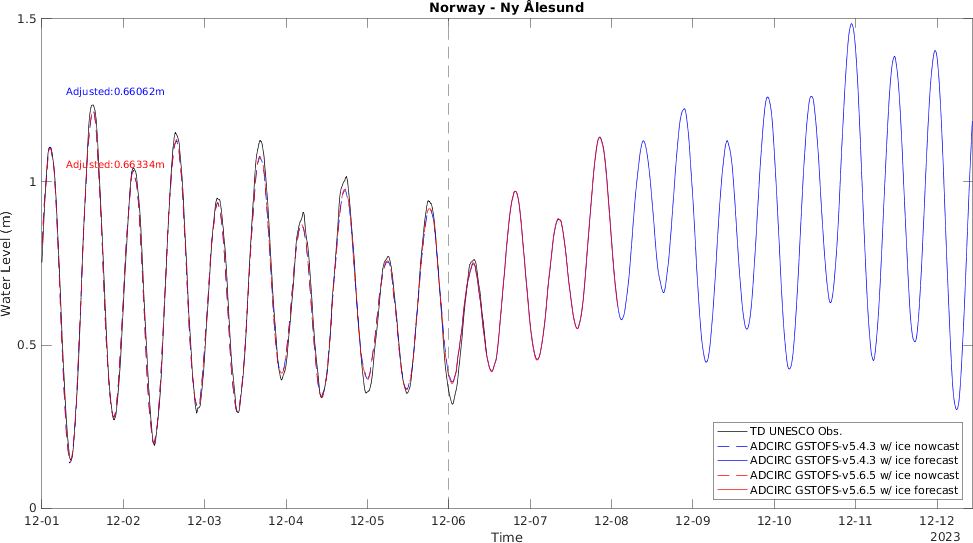 Norway - Ny Ålesund
1.5
Adjusted:0.66062m
Adjusted:0.66334m
1
Water Level (m)
0.5
TD UNESCO Obs.
ADCIRC GSTOFS-v5.4.3 w/ ice nowcast
ADCIRC GSTOFS-v5.4.3 w/ ice forecast
ADCIRC GSTOFS-v5.6.5 w/ ice nowcast
ADCIRC GSTOFS-v5.6.5 w/ ice forecast
0
12-01 12-02 12-03 12-04 12-05 12-06 12-07 12-08 12-09 12-10 12-11 12-12
Time
2023